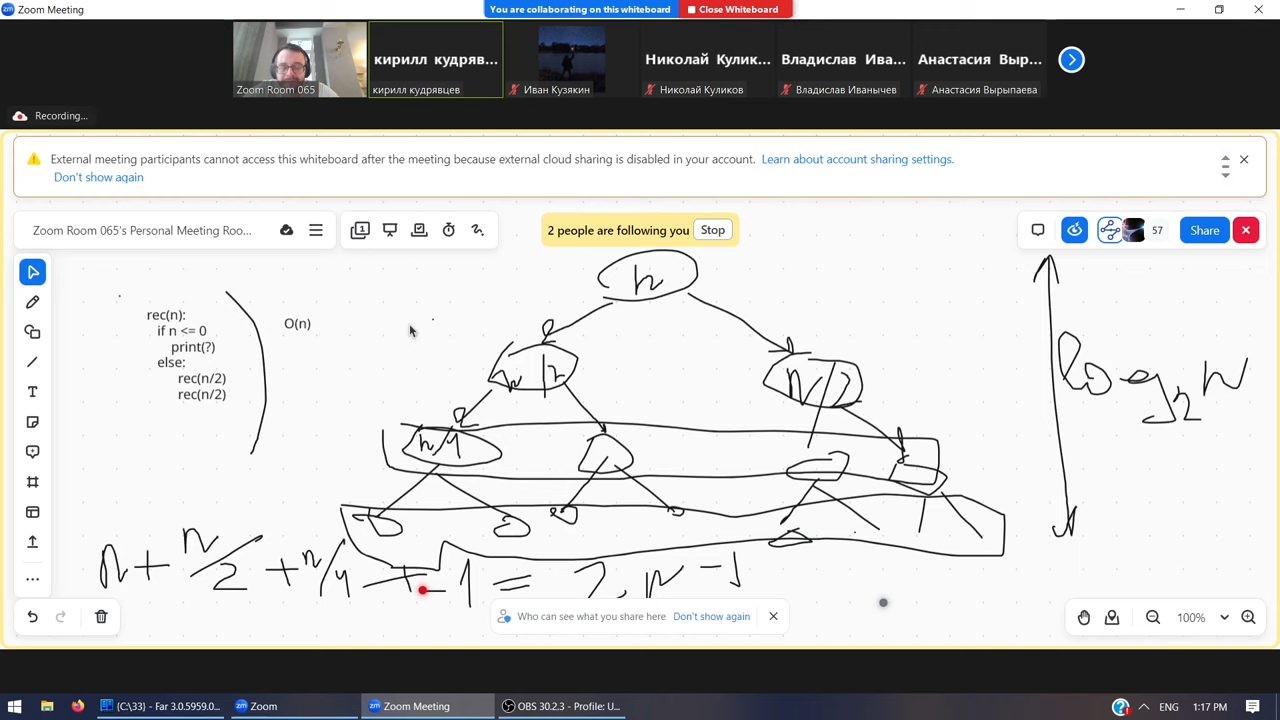 Zoom Meeting
You are collaborating on this whiteboard
Close Whiteboard
кирилл кудряв...
Николай Кулик...
Владислав Ива...
Анастасия Выр...
Zoom Room 065
кирилл кудрявцев
Иван Кузякин
Николай Куликов
Владислав Иванычев
Анастасия Вырыпаева
Recording...
External meeting participants cannot access this whiteboard after the meeting because external cloud sharing is disabled in your account. Learn about account sharing settings.
Don't show again
Zoom Room 065's Personal Meeting Roo...
1
2 people are following you
Stop
57
Share
n
rec(n):
if n <= 0
print(?)
else:
rec(n/2)
rec(n/2)
O(n)
n/2
n/2
log2n
n/4
n + n/2 + n/4 + 1 = 2n-1
Who can see what you share here
Don't show again
100%
(C:\33) - Far 3.0.5959.0...
Zoom
Zoom Meeting
OBS 30.2.3 - Profile: U...
ENG
1:17 PM